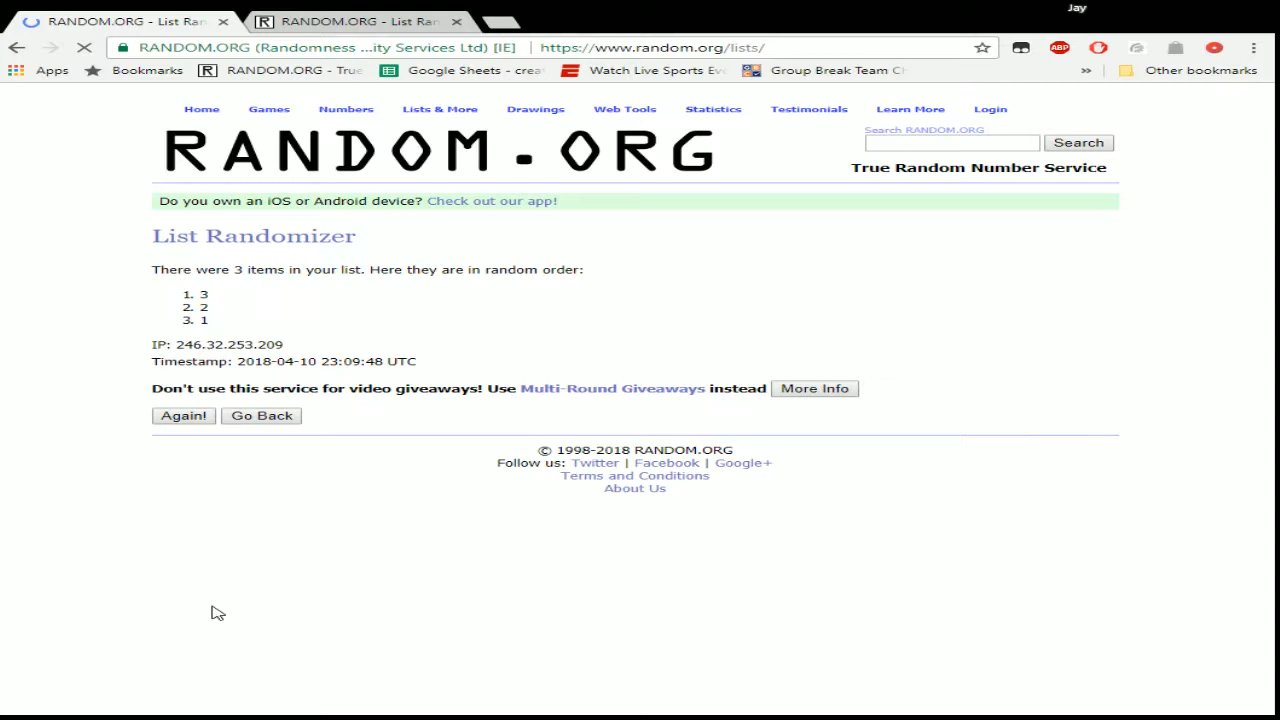 Jay
RANDOM.ORG - List Ran
RANDOM.ORG - List Ran
RANDOM.ORG (Randomness ...ity Services Ltd) [IE] https://www.random.org/lists/
ABP
Apps Bookmarks RANDOM.ORG - True Google Sheets - creat Watch Live Sports Eve Group Break Team Ch » Other bookmarks
Home Games Numbers Lists & More Drawings Web Tools Statistics Testimonials Learn More Login
RANDOM.ORG
Search RANDOM.ORG
Search
True Random Number Service
Do you own an iOS or Android device? Check out our app!
List Randomizer
There were 3 items in your list. Here they are in random order:
1. 3
2. 2
3. 1
IP: 246.32.253.209
Timestamp: 2018-04-10 23:09:48 UTC
Don't use this service for video giveaways! Use Multi-Round Giveaways instead More Info
Again! Go Back
© 1998-2018 RANDOM.ORG
Follow us: Twitter | Facebook | Google+
Terms and Conditions
About Us